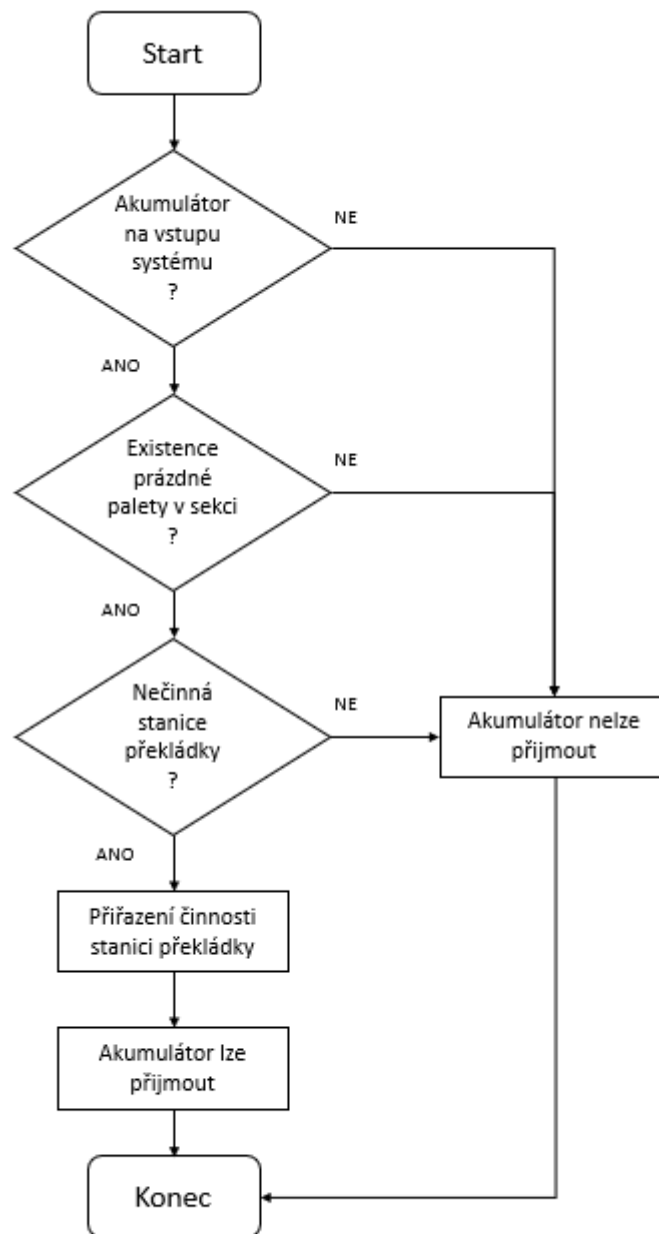 Start
Akumulátor
na vstupu
systému
?
NE
ANO
Existence
prázdné
palety v sekci
?
NE
ANO
Nečinná
stanice
překládky
?
NE
Akumulátor nelze
přijmout
ANO
Přiřazení činnosti
stanici překládky
Akumulátor lze
přijmout
Konec